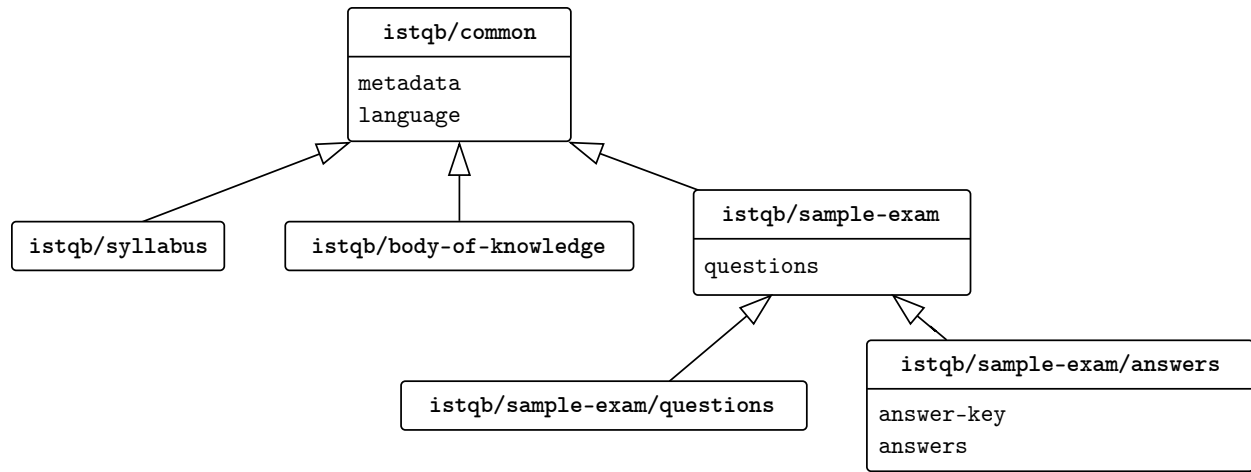 istqb/common
metadata
language
istqb/syllabus
istqb/body-of-knowledge
istqb/sample-exam
questions
istqb/sample-exam/questions
istqb/sample-exam/answers
answer-key
answers